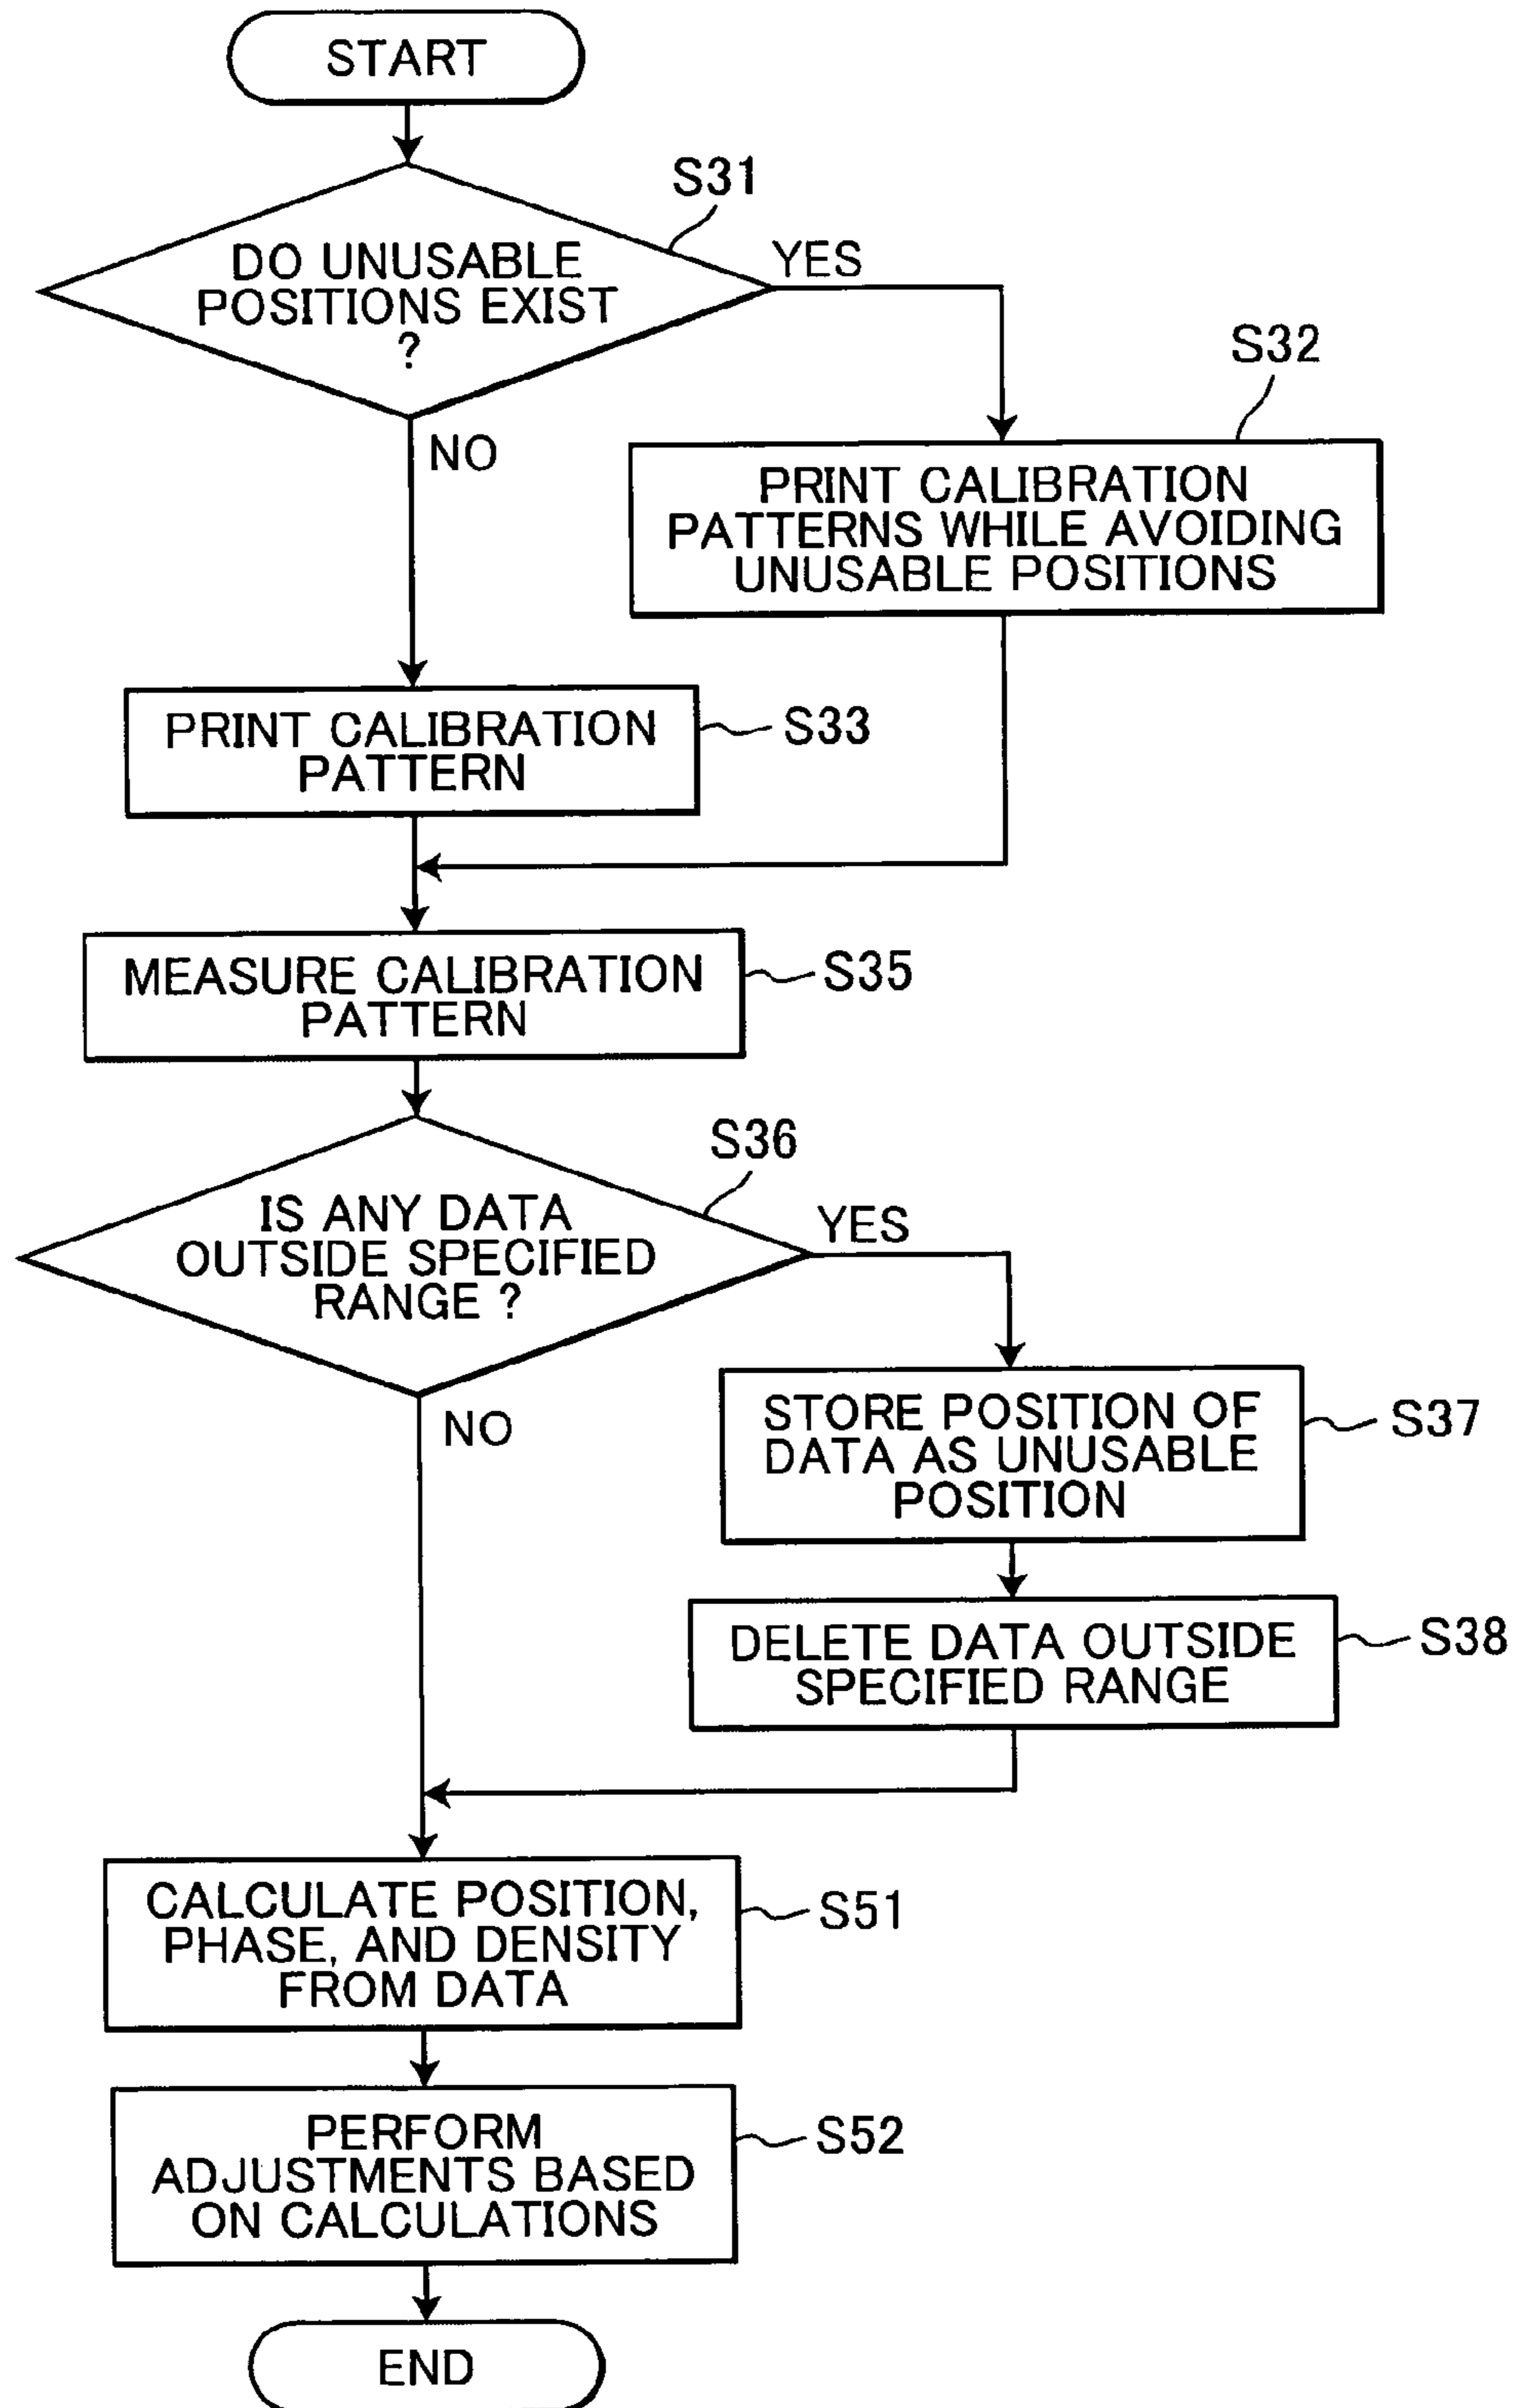 START
S31
DO UNUSABLE
POSITIONS EXIST
?
YES
NO
S32
PRINT CALIBRATION
PATTERNS WHILE AVOIDING
UNUSABLE POSITIONS
PRINT CALIBRATION
PATTERN
S33
MEASURE CALIBRATION
PATTERN
S35
S36
IS ANY DATA
OUTSIDE SPECIFIED
RANGE ?
YES
NO
STORE POSITION OF
DATA AS UNUSABLE
POSITION
S37
DELETE DATA OUTSIDE
SPECIFIED RANGE
S38
CALCULATE POSITION,
PHASE, AND DENSITY
FROM DATA
S51
PERFORM
ADJUSTMENTS BASED
ON CALCULATIONS
S52
END